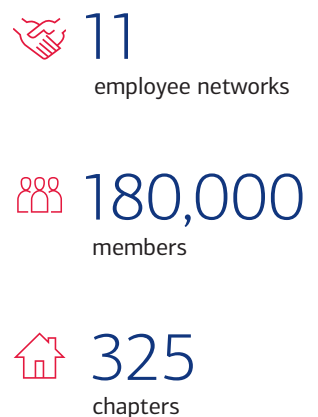 11
employee networks
180,000
members
325
chapters